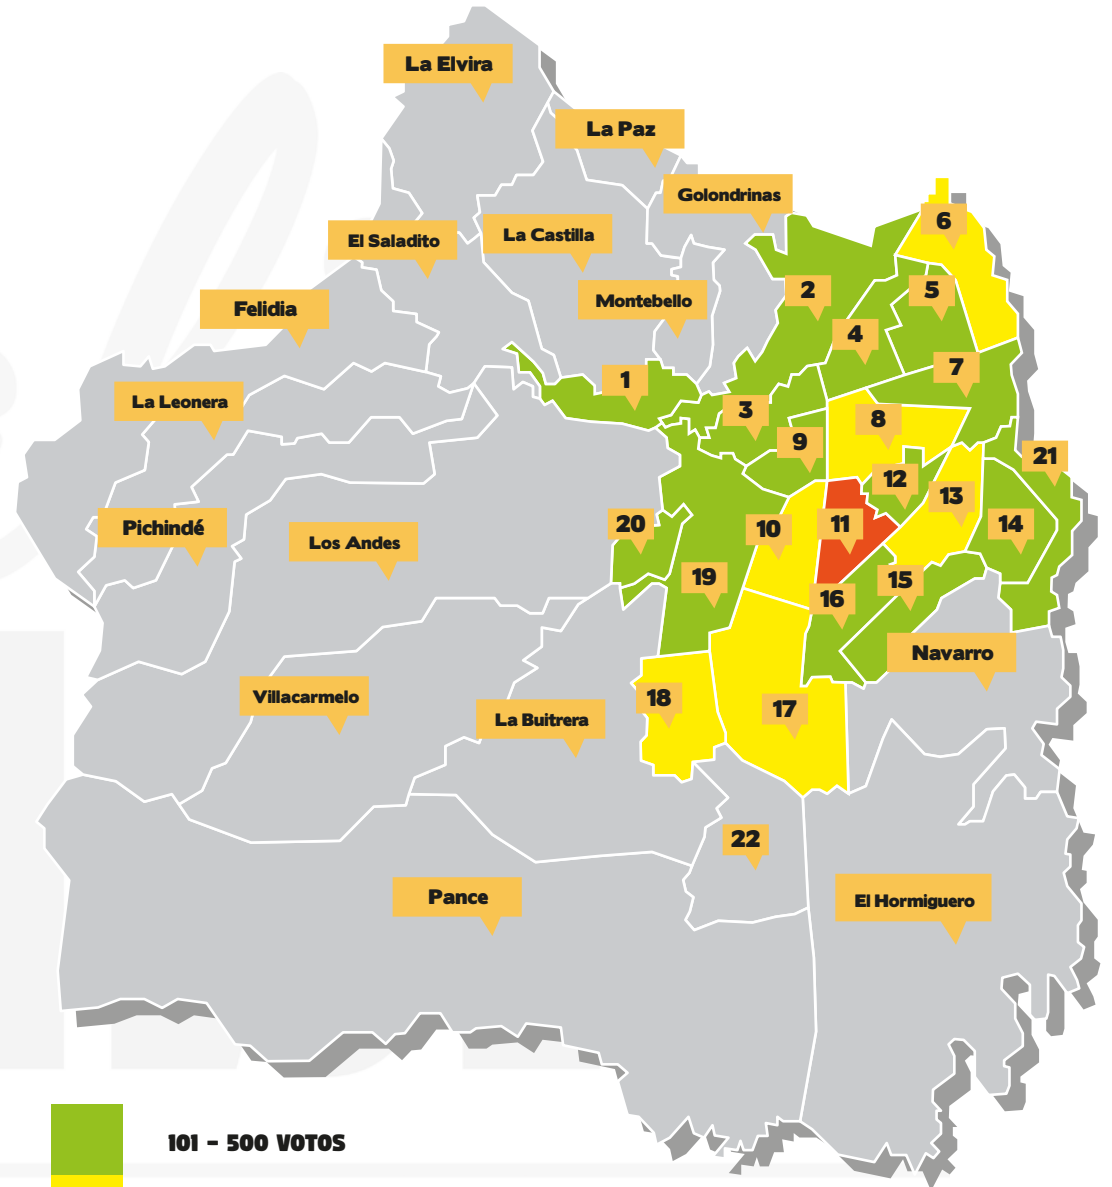 La Elvira
La Paz
Golondrinas
6
El Saladito
La Castilla
2
5
Felidia
Montebello
4
7
1
La Leonera
3
8
9
21
12
13
Pichindé
20
10
11
14
Los Andes
19
15
16
Navarro
Villacarmelo
18
17
La Buitrera
22
Pance
El Hormiguero
101 - 500 VOTOS